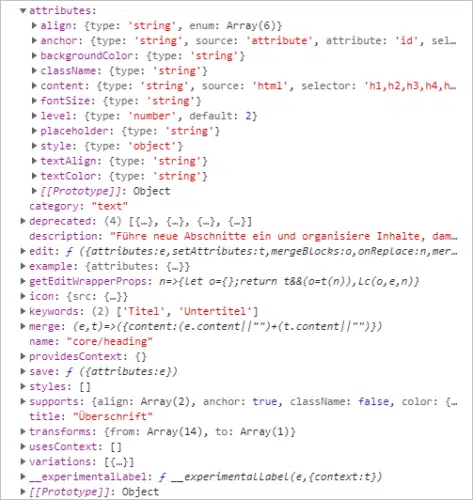 attributes:
align: {type: 'string', enum: Array(6)}
anchor: {type: 'string', source: 'attribute', attribute: 'id', sel…
backgroundColor: {type: 'string'}
className: {type: 'string'}
content: {type: 'string', source: 'html', selector: 'h1,h2,h3,h4,h…
fontSize: {type: 'string'}
level: {type: 'number', default: 2}
placeholder: {type: 'string'}
style: {type: 'object'}
textAlign: {type: 'string'}
textColor: {type: 'string'}
[[Prototype]]: Object
category: "text"
deprecated: (4) [{…}, {…}, {…}, {…}]
description: "Führe neue Abschnitte ein und organisiere Inhalte, dam…
edit: ƒ ({attributes:e,setAttributes:t,mergeBlocks:o,onReplace:n,mer…
example: {attributes: {…}}
getEditWrapperProps: n=>{let o={};return t&&(o=t(n)),Lc(o,e,n)}
icon: {src: {…}}
keywords: (2) ['Titel', 'Untertitel']
merge: (e,t)=>({content:(e.content||"")+(t.content||"")})
name: "core/heading"
providesContext: {}
save: ƒ ({attributes:e})
styles: []
supports: {align: Array(2), anchor: true, className: false, color: {…
title: "Überschrift"
transforms: {from: Array(14), to: Array(1)}
usesContext: []
variations: [{…}]
__experimentalLabel: ƒ __experimentalLabel(e,{context:t})
[[Prototype]]: Object